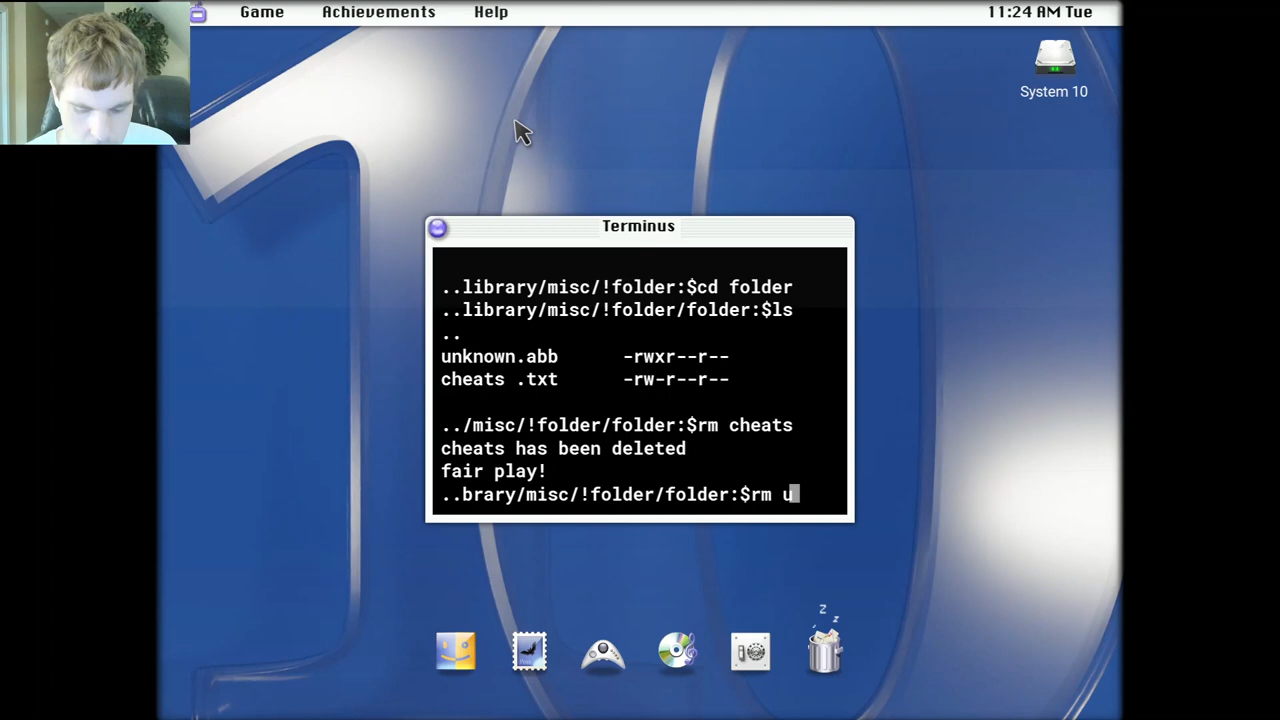 Game Achievements Help 11:24 AM Tue
System 10
Terminus
..library/misc/!folder:$cd folder
..library/misc/!folder/folder:$ls
..
unknown.abb -rwxr--r--
cheats .txt -rw-r--r--
../misc/!folder/folder:$rm cheats
cheats has been deleted
fair play!
..brary/misc/!folder/folder:$rm u
z
z